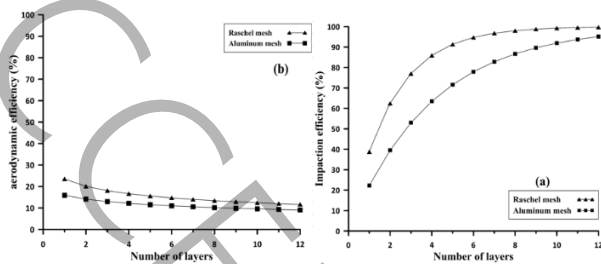 aerodynamic efficiency (%)
100
90
80
70
60
50
40
30
20
10
0
0 2 4 6 8 10 12
Number of layers
Raschel mesh
Aluminum mesh
(b)
Impaction efficiency (%)
100
90
80
70
60
50
40
30
20
10
0
0 2 4 6 8 10 12
Number of layers
(a)
Raschel mesh
Aluminum mesh